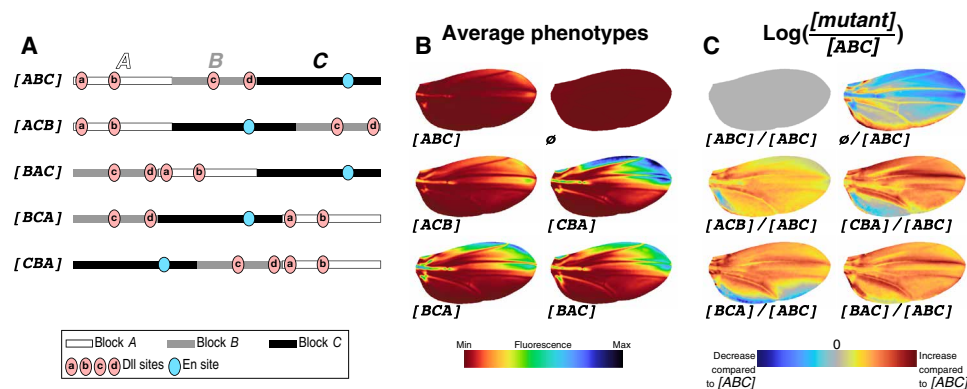 A
A B C
[ABC] a b c d
[ACB] a b c d
[BAC] c d a b
[BCA] c d a b
[CBA] c d a b
Block A Block B Block C
a b c d Dll sites En site
B Average phenotypes
[ABC] ø
[ACB] [CBA]
[BCA] [BAC]
Min Fluorescence Max
C Log([mutant]/[ABC])
[ABC]/[ABC] ø/[ABC]
[ACB]/[ABC] [CBA]/[ABC]
[BCA]/[ABC] [BAC]/[ABC]
0
Decrease compared to [ABC]
Increase compared to [ABC]